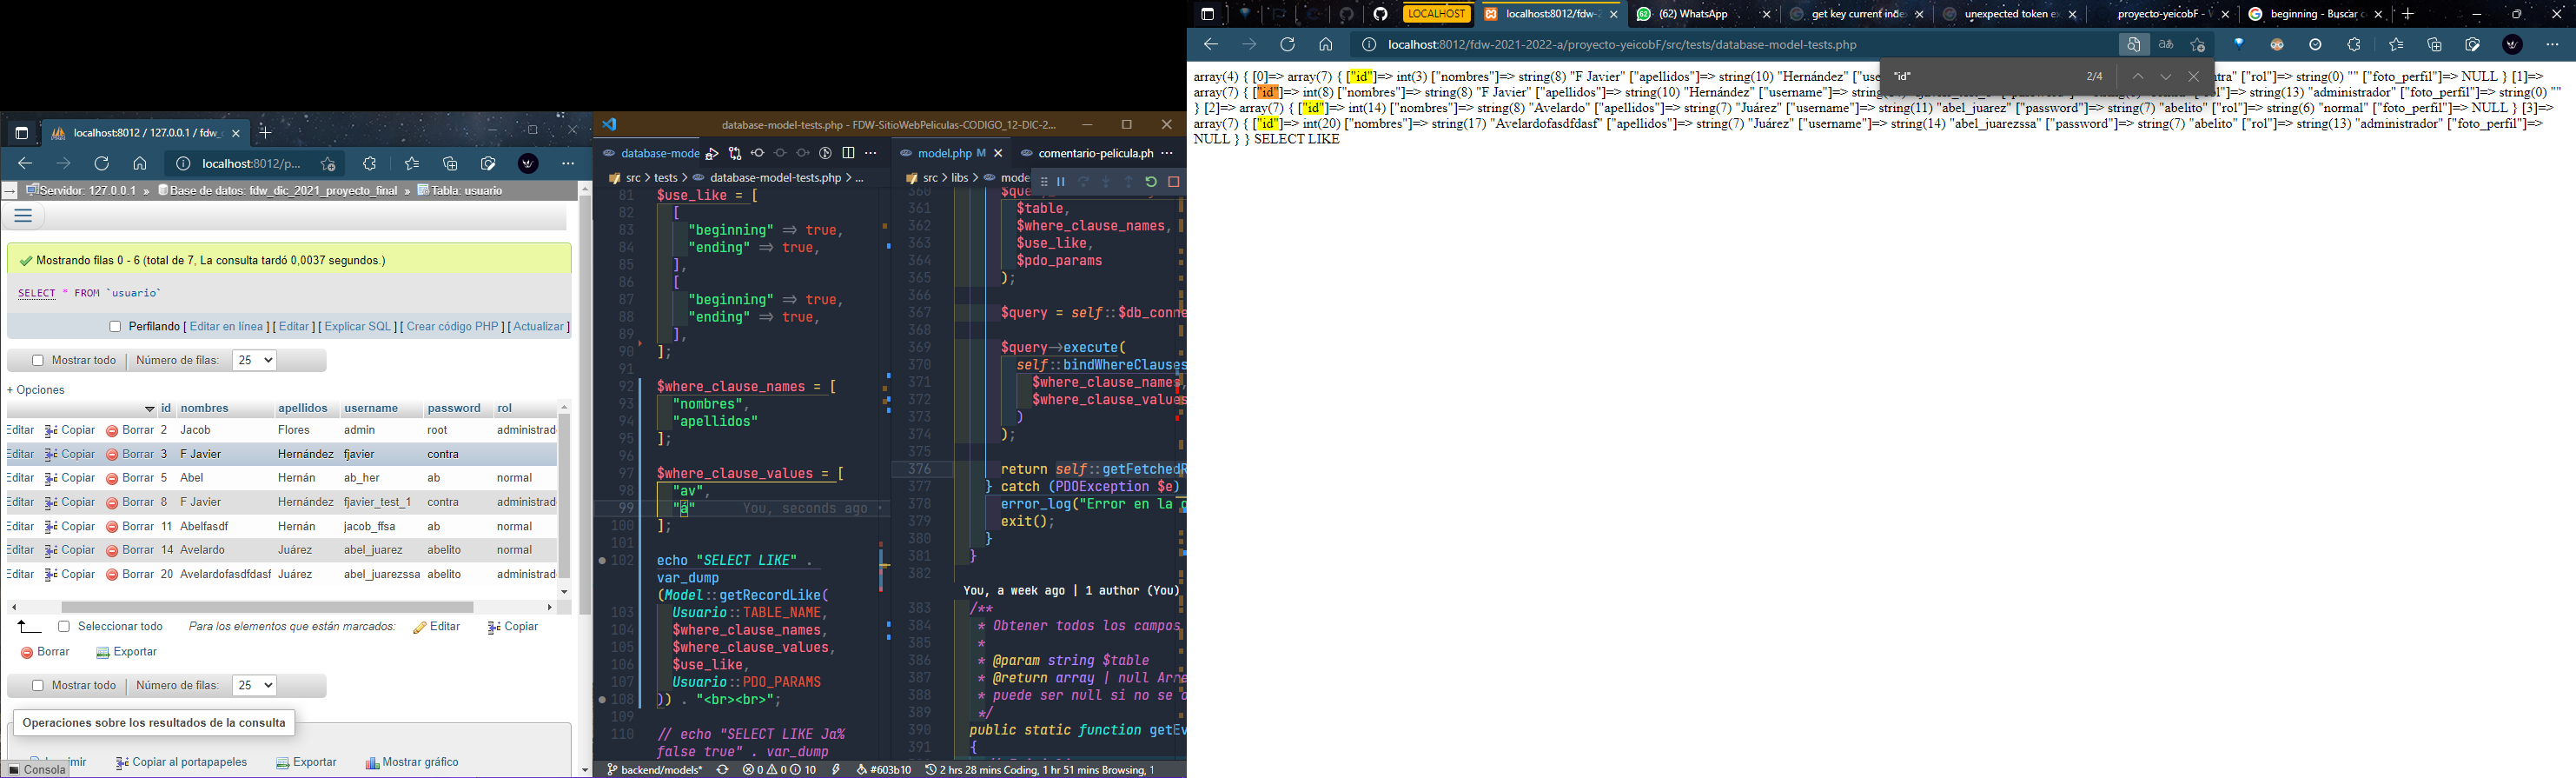 localhost:8012 / 127.0.0.1 / fdw_
localhost:8012/p...
Servidor: 127.0.0.1 » Base de datos: fdw_dic_2021_proyecto_final » Tabla: usuario
Mostrando filas 0 - 6 (total de 7, La consulta tardó 0,0037 segundos.)
SELECT * FROM `usuario`
Perfilando [ Editar en línea ] [ Editar ] [ Explicar SQL ] [ Crear código PHP ] [ Actualizar ]
Mostrar todo | Número de filas: 25
+ Opciones
id nombres apellidos username password rol
Editar Copiar Borrar 2 Jacob Flores admin root administrad
Editar Copiar Borrar 3 F Javier Hernández fjavier contra
Editar Copiar Borrar 5 Abel Hernán ab_her ab normal
Editar Copiar Borrar 8 F Javier Hernández fjavier_test_1 contra administrad
Editar Copiar Borrar 11 Abelfasdf Hernán jacob_ffsa ab normal
Editar Copiar Borrar 14 Avelardo Juárez abel_juarez abelito normal
Editar Copiar Borrar 20 Avelardofasdfdasf Juárez abel_juarezssa abelito administrad
Seleccionar todo Para los elementos que están marcados: Editar Copiar
Borrar Exportar
Mostrar todo | Número de filas: 25
Operaciones sobre los resultados de la consulta
Copiar al portapapeles Exportar Mostrar gráfico
Consola
database-model-tests.php - FDW-SitioWebPeliculas-CODIGO_12-DIC-2...
database-mode
src > tests > database-model-tests.php > ...
81 $use_like = [
82 [
83 "beginning" => true,
84 "ending" => true,
85 ],
86 [
87 "beginning" => true,
88 "ending" => true,
89 ],
90 ];
91
92 $where_clause_names = [
93 "nombres",
94 "apellidos"
95 ];
96
97 $where_clause_values = [
98 "av",
99 "á" You, seconds ago •
100 ];
101
102 echo "SELECT LIKE" .
var_dump
(Model::getRecordLike(
103 Usuario::TABLE_NAME,
104 $where_clause_names,
105 $where_clause_values,
106 $use_like,
107 Usuario::PDO_PARAMS
108 )) . "<br><br>";
109
110 // echo "SELECT LIKE Ja%
false true" . var_dump
model.php M comentario-pelicula.ph ...
src > libs > mode
360 $que
361 $table,
362 $where_clause_names,
363 $use_like,
364 $pdo_params
365 );
366
367 $query = self::$db_conne
368
369 $query->execute(
370 self::bindWhereClauses
371 $where_clause_names,
372 $where_clause_values
373 )
374 );
375
376 return self::getFetchedR
377 } catch (PDOException $e)
378 error_log("Error en la
379 exit();
380 }
381 }
382
You, a week ago | 1 author (You)
383 /**
384 * Obtener todos los campos
385 *
386 * @param string $table
387 * @return array | null Arre
388 * puede ser null si no se
389 */
390 public static function getEv
391 {
backend/models* 0 0 10 #603b10 2 hrs 28 mins Coding, 1 hr 51 mins Browsing, 1
LOCALHOST localhost:8012/fdw-2 (62) WhatsApp get key current inde unexpected token e proyecto-yeicobF - beginning - Buscar c
localhost:8012/fdw-2021-2022-a/proyecto-yeicobF/src/tests/database-model-tests.php
"id" 2/4
array(4) { [0]=> array(7) { ["id"]=> int(3) ["nombres"]=> string(8) "F Javier" ["apellidos"]=> string(10) "Hernández" ["use ntra" ["rol"]=> string(0) "" ["foto_perfil"]=> NULL } [1]=>
array(7) { ["id"]=> int(8) ["nombres"]=> string(8) "F Javier" ["apellidos"]=> string(10) "Hernández" ["username"]=> string(13) "administrador" ["foto_perfil"]=> string(0) ""
} [2]=> array(7) { ["id"]=> int(14) ["nombres"]=> string(8) "Avelardo" ["apellidos"]=> string(7) "Juárez" ["username"]=> string(11) "abel_juarez" ["password"]=> string(7) "abelito" ["rol"]=> string(6) "normal" ["foto_perfil"]=> NULL } [3]=>
array(7) { ["id"]=> int(20) ["nombres"]=> string(17) "Avelardofasdfdasf" ["apellidos"]=> string(7) "Juárez" ["username"]=> string(14) "abel_juarezssa" ["password"]=> string(7) "abelito" ["rol"]=> string(13) "administrador" ["foto_perfil"]=>
NULL } } SELECT LIKE